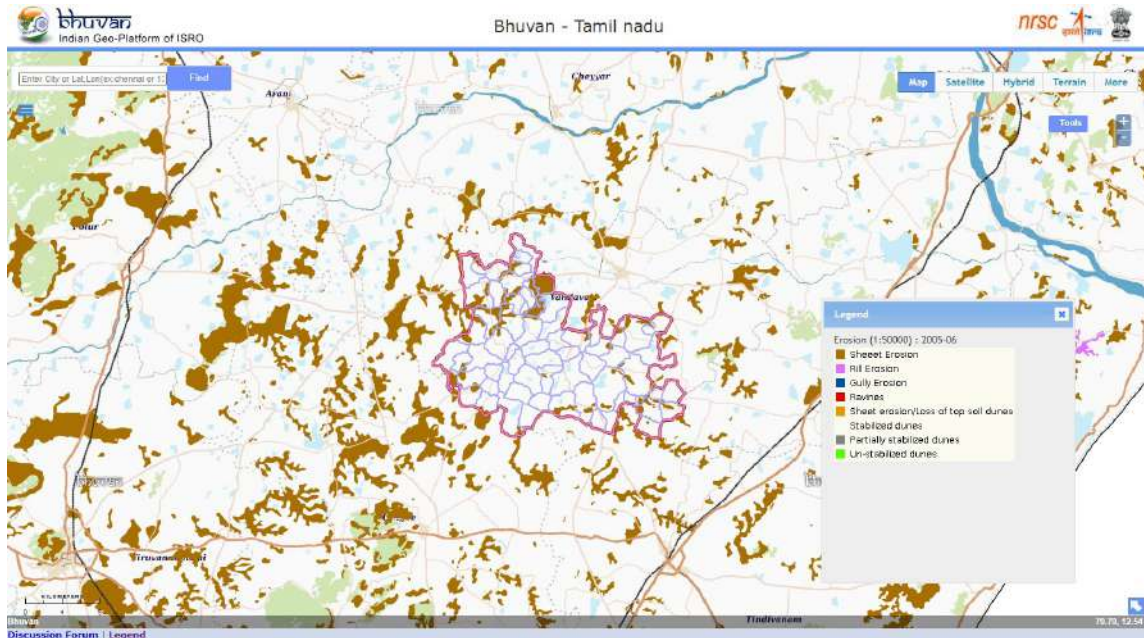 bhuvan
Indian Geo-Platform of ISRO
Bhuvan - Tamil nadu
nrsc
Find
Map Satellite Hybrid Terrain More
Tools
+
-
Arani
Cheyyar
Polur
Legend
Erosion (1:50000) : 2005-06
Sheeet Erosion
Rill Erosion
Gully Erosion
Ravines
Sheet erosion/Loss of top soil dunes
Stabilized dunes
Partially stabilized dunes
Un-stabilized dunes
bhuvan
Tindivanam
Bhuvan
Discussion Forum | Legend